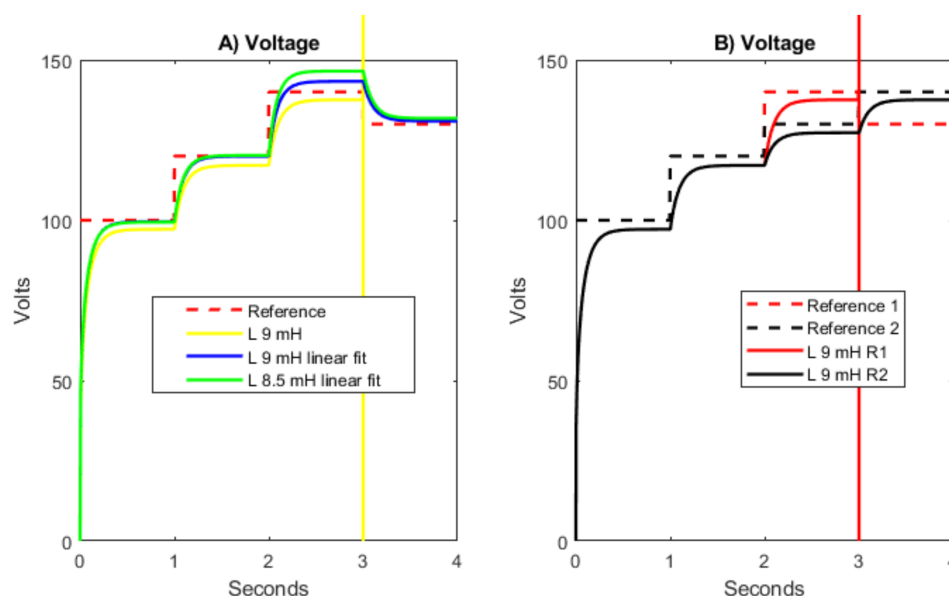 A) Voltage
150
100
50
0
Volts
Reference
L 9 mH
L 9 mH linear fit
L 8.5 mH linear fit
0 1 2 3 4
Seconds
B) Voltage
150
100
50
0
Volts
Reference 1
Reference 2
L 9 mH R1
L 9 mH R2
0 1 2 3
Seconds